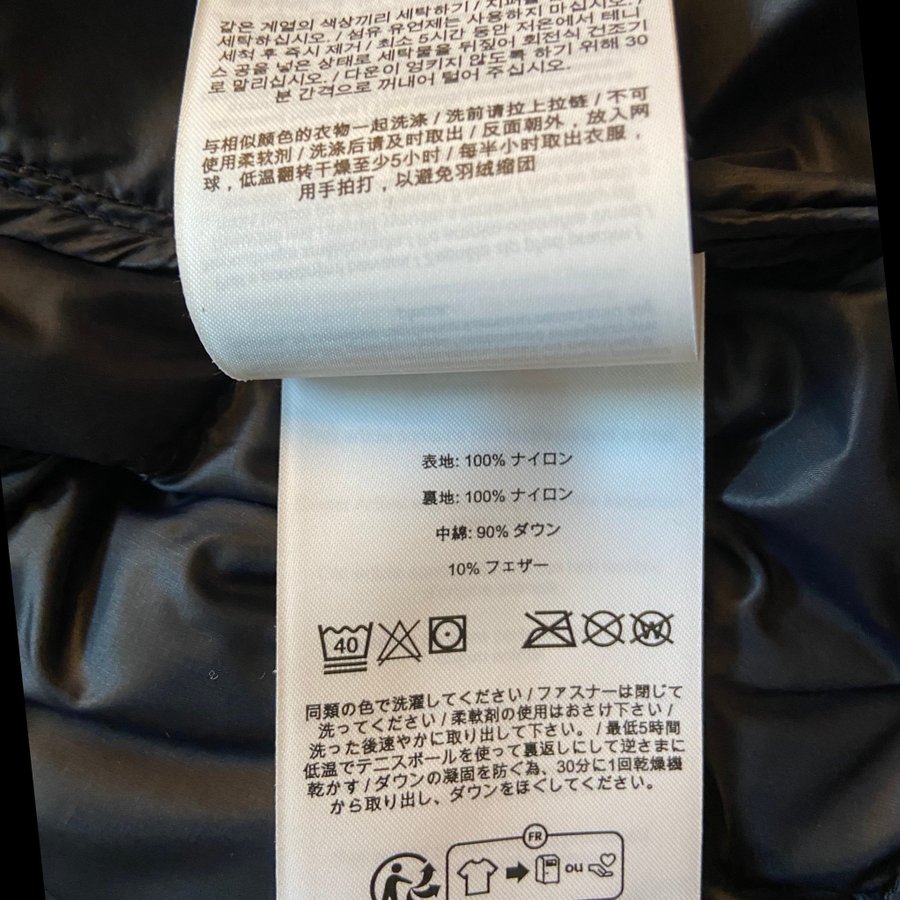 같은 계열의 색상끼리 세탁하기 / 지퍼를
세탁하십시오. / 섬유 유연제는 사용하지 마십시오. /
세척 후 즉시 제거 / 최소 5시간 동안 저온에서 테니
스 공을 넣은 상태로 세탁물을 뒤집어 회전식 건조기
로 말리십시오. / 다운이 엉키지 않도록 하기 위해 30
분 간격으로 꺼내어 털어 주십시오.
与相似颜色的衣物一起洗涤 / 洗前请拉上拉链 / 不可
使用柔软剂 / 洗涤后请及时取出 / 反面朝外，放入网
球，低温翻转干燥至少5小时 / 每半小时取出衣服，
用手拍打，以避免羽绒缩团
表地: 100% ナイロン
裏地: 100% ナイロン
中綿: 90% ダウン
10% フェザー
40 W
同類の色で洗濯してください / ファスナーは閉じて
洗ってください / 柔軟剤の使用はおさけ下さい /
洗った後速やかに取り出して下さい。 / 最低5時間
低温でテニスボールを使って裏返しにして逆さまに
乾かす / ダウンの凝固を防ぐ為、30分に1回乾燥機
から取り出し、ダウンをほぐしてください。
FR
ou